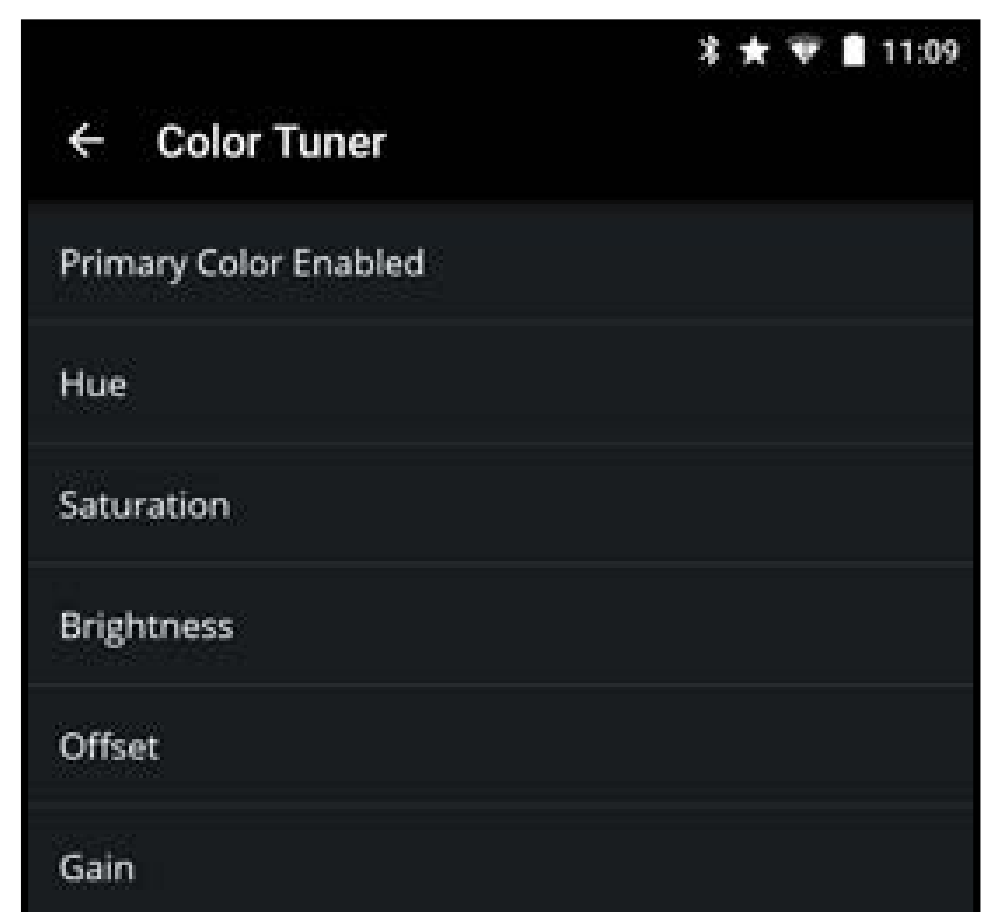 11:09
Color Tuner
Primary Color Enabled
Hue
Saturation
Brightness
Offset
Gain